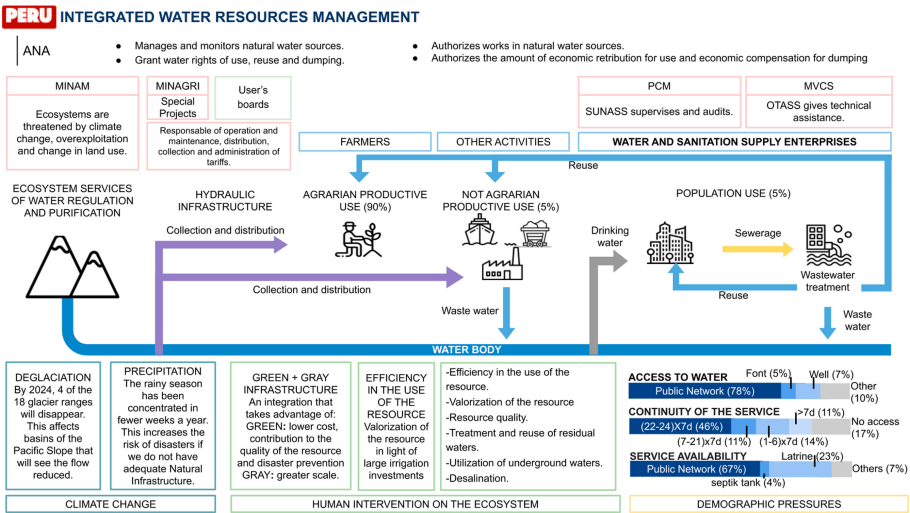 PERU INTEGRATED WATER RESOURCES MANAGEMENT
ANA
● Manages and monitors natural water sources.
● Grant water rights of use, reuse and dumping.
● Authorizes works in natural water sources.
● Authorizes the amount of economic retribution for use and economic compensation for dumping
MINAM
Ecosystems are
threatened by climate
change, overexploitation
and change in land use.
MINAGRI
Special
Projects
User's
boards
Responsable of operation and
maintenance, distribution,
collection and administration of
tariffs.
PCM
SUNASS supervises and audits.
MVCS
OTASS gives technical
assistance.
FARMERS
OTHER ACTIVITIES
WATER AND SANITATION SUPPLY ENTERPRISES
Reuse
ECOSYSTEM SERVICES
OF WATER REGULATION
AND PURIFICATION
HYDRAULIC
INFRASTRUCTURE
AGRARIAN PRODUCTIVE
USE (90%)
NOT AGRARIAN
PRODUCTIVE USE (5%)
POPULATION USE (5%)
Collection and distribution
Collection and distribution
Drinking
water
Sewerage
Wastewater
treatment
Reuse
Waste water
Waste
water
WATER BODY
DEGLACIATION
By 2024, 4 of the
18 glaciar ranges
will disappear.
This affects
basins of the
Pacific Slope that
will see the flow
reduced.
PRECIPITATION
The rainy season
has been
concentrated in
fewer weeks a year.
This increases the
risk of disasters if
we do not have
adequate Natural
Infrastructure.
GREEN + GRAY
INFRASTRUCTURE
An integration that
takes advantage of:
GREEN: lower cost,
contribution to the
quality of the resource
and disaster prevention
GRAY: greater scale.
EFFICIENCY
IN THE USE
OF THE
RESOURCE
Valorization of
the resource
in light of
large irrigation
investments
-Efficiency in the use of the
resource.
-Valorization of the resource
-Resource quality.
-Treatment and reuse of residual
waters.
-Utilization of underground waters.
-Desalination.
ACCESS TO WATER
Font (5%)
Well (7%)
Public Network (78%)
Other
(10%)
CONTINUITY OF THE SERVICE
>7d (11%)
(22-24)X7d (46%)
No access
(17%)
(7-21)x7d (11%)
(1-6)x7d (14%)
SERVICE AVAILABILITY
Latrine(23%)
Public Network (67%)
Others (7%)
septik tank (4%)
CLIMATE CHANGE
HUMAN INTERVENTION ON THE ECOSYSTEM
DEMOGRAPHIC PRESSURES